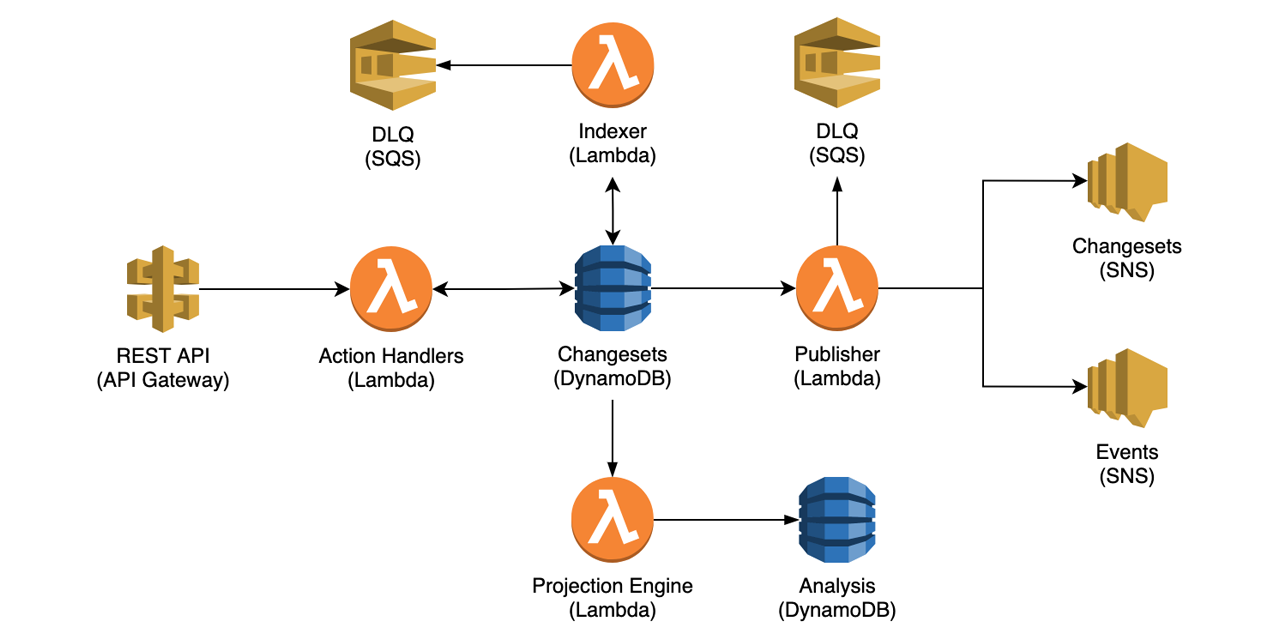 DLQ
(SQS)
Indexer
(Lambda)
DLQ
(SQS)
Changesets
(SNS)
REST API
(API Gateway)
Action Handlers
(Lambda)
Changesets
(DynamoDB)
Publisher
(Lambda)
Events
(SNS)
Projection Engine
(Lambda)
Analysis
(DynamoDB)